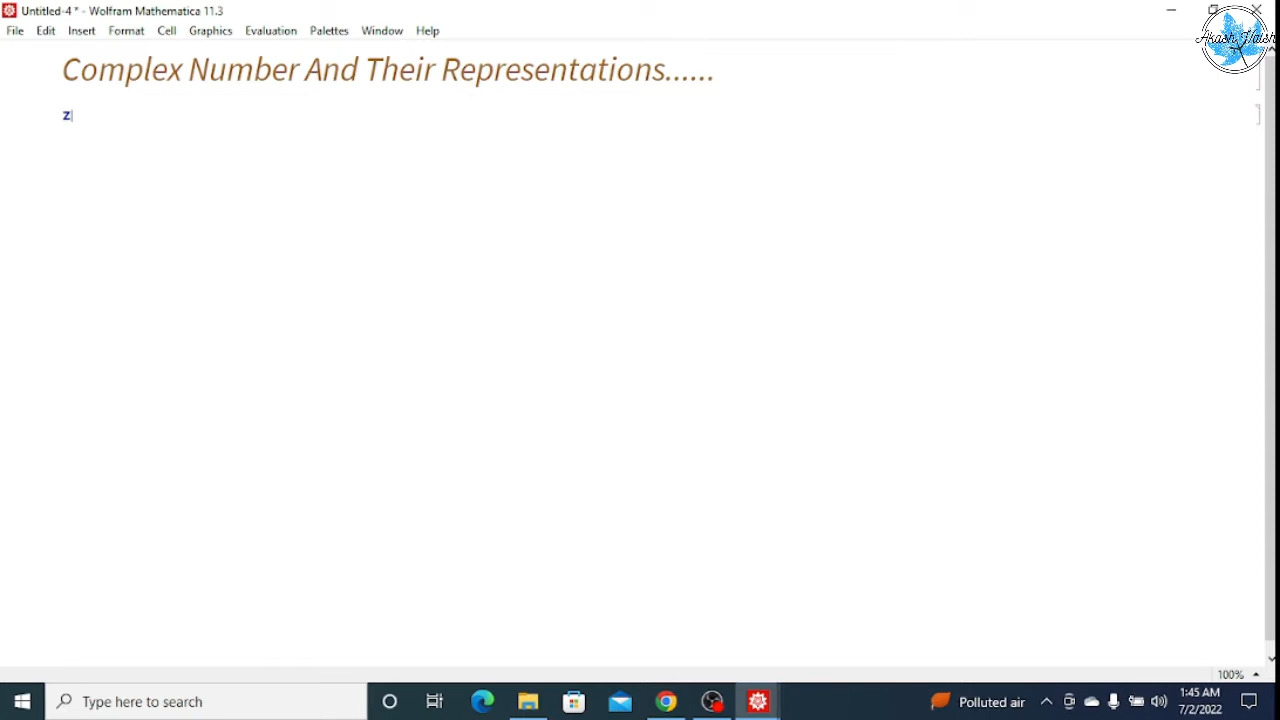 Untitled-4 * - Wolfram Mathematica 11.3
File Edit Insert Format Cell Graphics Evaluation Palettes Window Help
Complex Number And Their Representations......
z
100%
Type here to search
Polluted air
1:45 AM
7/2/2022